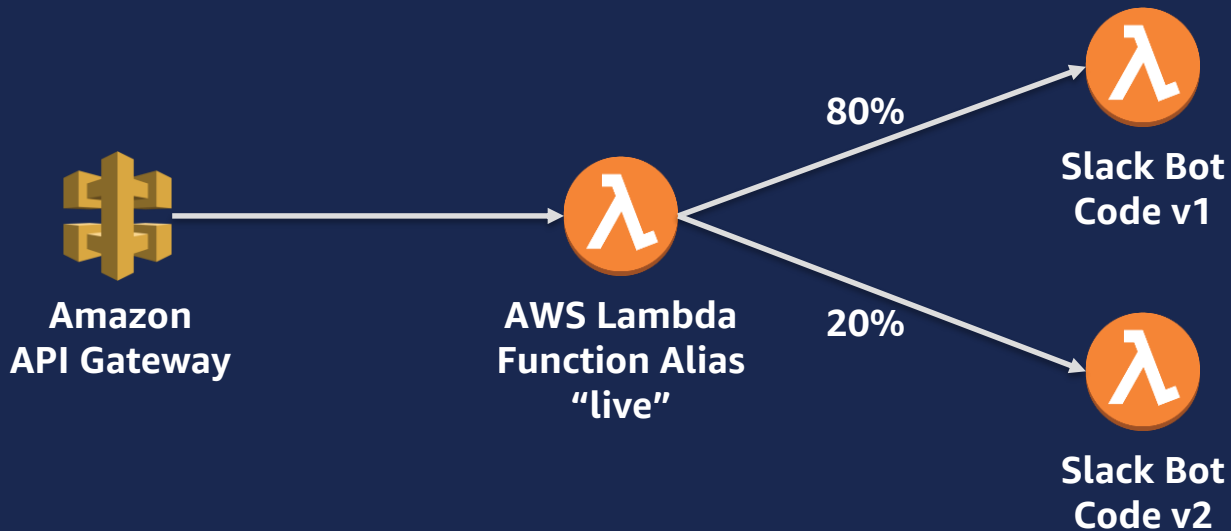 Amazon
API Gateway
AWS Lambda
Function Alias
“live”
80%
20%
Slack Bot
Code v1
Slack Bot
Code v2